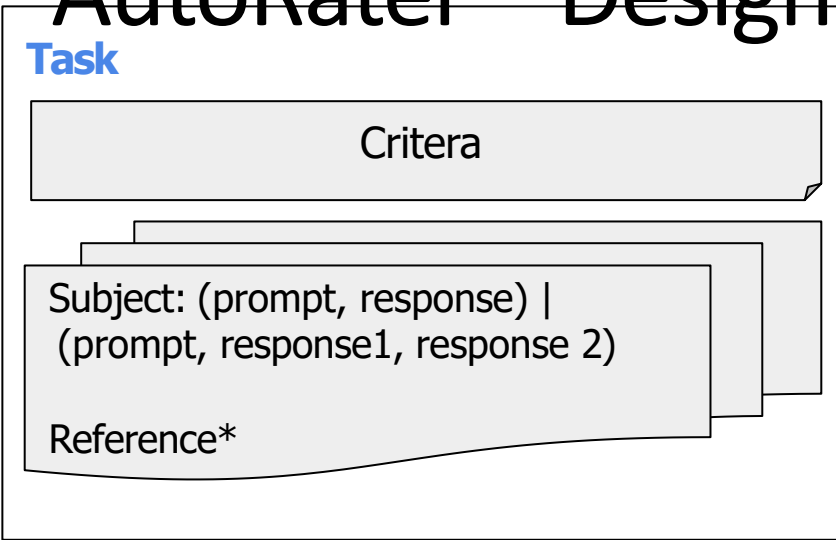 AutoRater Design
Task
Critera
Subject: (prompt, response) |
(prompt, response1, response 2)
Reference*